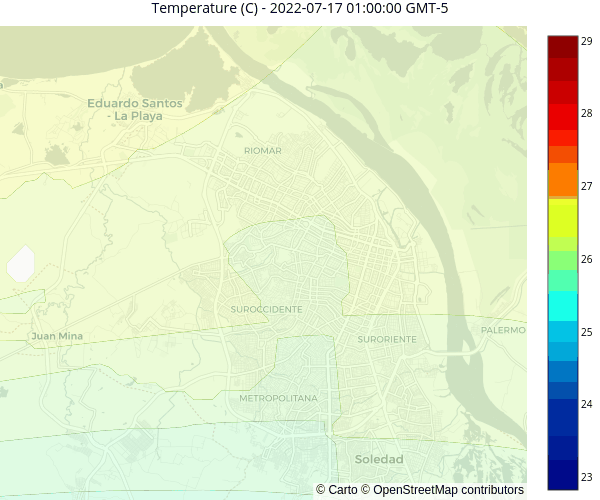 Temperature (C) - 2022-07-17 01:00:00 GMT-5
29
Eduardo Santos
- La Playa
28
RIOMAR
27
26
SUROCCIDENTE
25
Juan Mina
SURORIENTE
PALERMO
METROPOLITANA
24
Soledad
23
© Carto © OpenStreetMap contributors